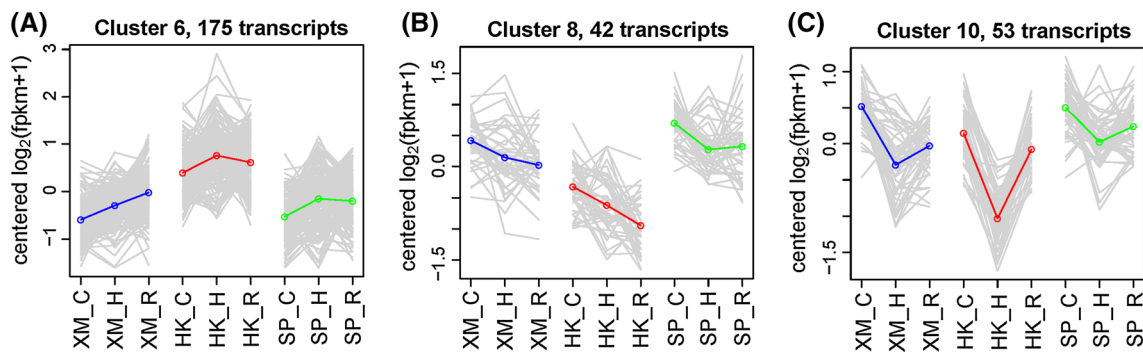 (A)
Cluster 6, 175 transcripts
centered log₂(fpkm+1)
3
2
1
0
−1
XM_C
XM_H
XM_R
HK_C
HK_H
HK_R
SP_C
SP_H
SP_R
(B)
Cluster 8, 42 transcripts
centered log₂(fpkm+1)
1.5
0.0
−1.5
XM_C
XM_H
XM_R
HK_C
HK_H
HK_R
SP_C
SP_H
SP_R
(C)
Cluster 10, 53 transcripts
centered log₂(fpkm+1)
1.0
0.0
−1.5
XM_C
XM_H
XM_R
HK_C
HK_H
HK_R
SP_C
SP_H
SP_R